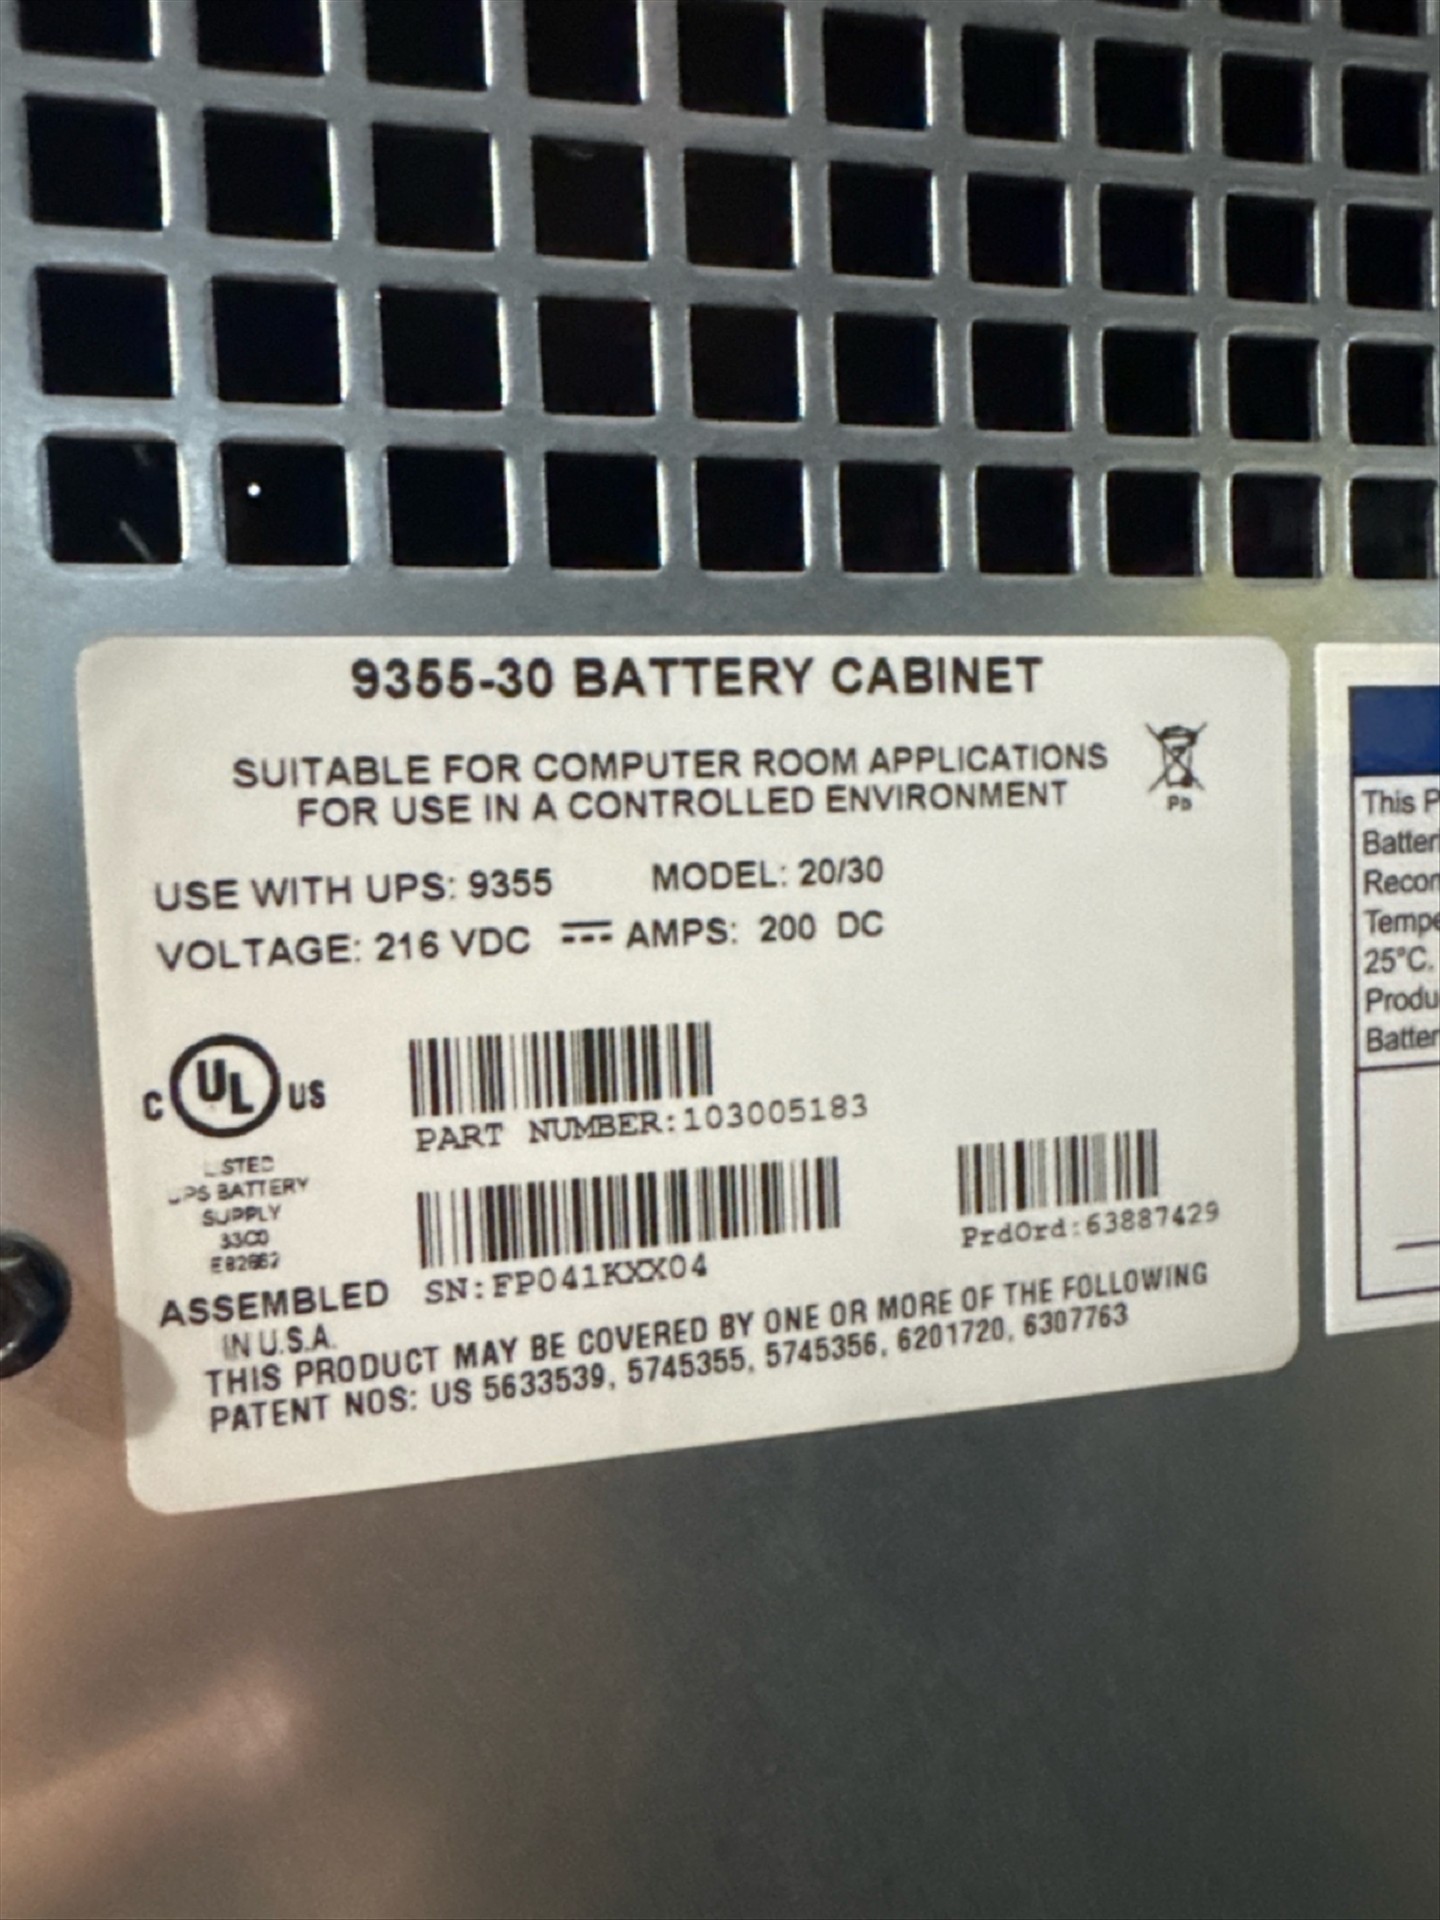 9355-30 BATTERY CABINET
SUITABLE FOR COMPUTER ROOM APPLICATIONS
FOR USE IN A CONTROLLED ENVIRONMENT
Pb
USE WITH UPS: 9355 MODEL: 20/30
VOLTAGE: 216 VDC AMPS: 200 DC
C UL US
LISTED
UPS BATTERY
SUPPLY
33C0
PART NUMBER:103005183
SN:FP041KXX04
PrdOrd:63887429
ASSEMBLED
IN U.S.A.
THIS PRODUCT MAY BE COVERED BY ONE OR MORE OF THE FOLLOWING
PATENT NOS: US 5633539, 5745355, 5745356, 6201720, 6307763
This P
Batter
Recon
Tempe
25°C.
Produ
Batter